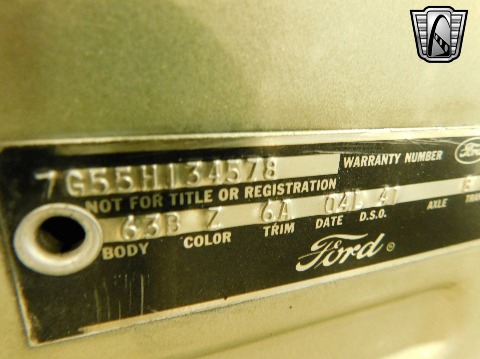 7G55H134578 WARRANTY NUMBER Ford
NOT FOR TITLE OR REGISTRATION
63B Z 6A 04L 41
BODY COLOR TRIM DATE D.S.O. AXLE
Ford ®